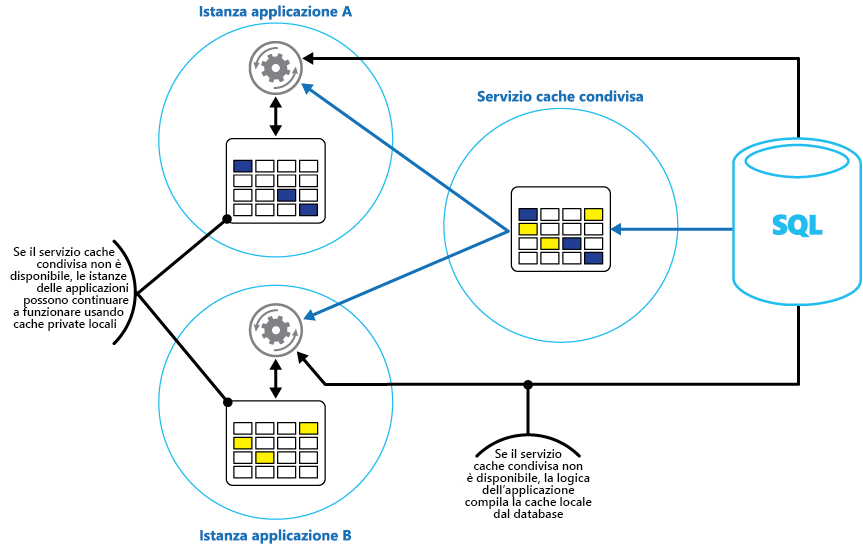 Istanza applicazione A
Servizio cache condivisa
SQL
Se il servizio cache
condivisa non è
disponibile, le istanze
delle applicazioni
possono continuare
a funzionare usando
cache private locali
Se il servizio
cache condivisa non
è disponibile, la logica
dell'applicazione
compila la cache locale
dal database
Istanza applicazione B